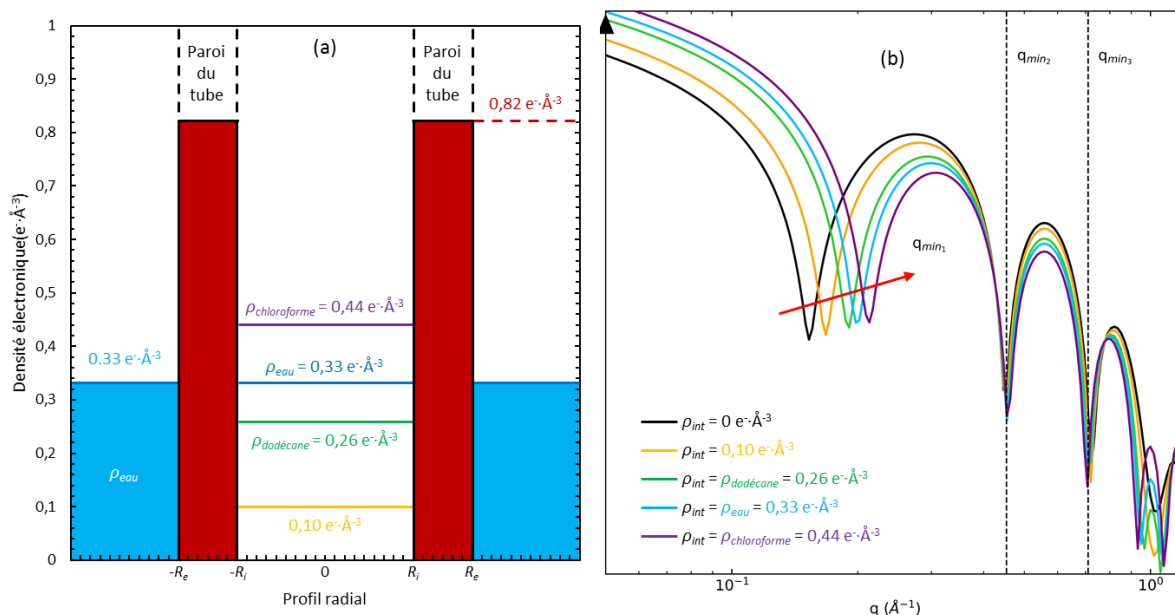 (a)
Paroi
du
tube
Paroi
du
tube
0,82 e⁻·Å⁻³
1
0,9
0,8
0,7
0,6
0,5
0,4
0,3
0,2
0,1
0
Densité électronique(e⁻·Å⁻³)
ρchloroforme = 0,44 e⁻·Å⁻³
0.33 e⁻·Å⁻³
ρeau = 0,33 e⁻·Å⁻³
ρdodécane = 0,26 e⁻·Å⁻³
ρeau
0,10 e⁻·Å⁻³
-Re
-Ri
0
Ri
Re
Profil radial
(b)
qmin2
qmin3
qmin1
ρint = 0 e⁻·Å⁻³
ρint = 0,10 e⁻·Å⁻³
ρint = ρdodécane = 0,26 e⁻·Å⁻³
ρint = ρeau = 0,33 e⁻·Å⁻³
ρint = ρchloroforme = 0,44 e⁻·Å⁻³
10⁻¹
10⁰
q (Å⁻¹)